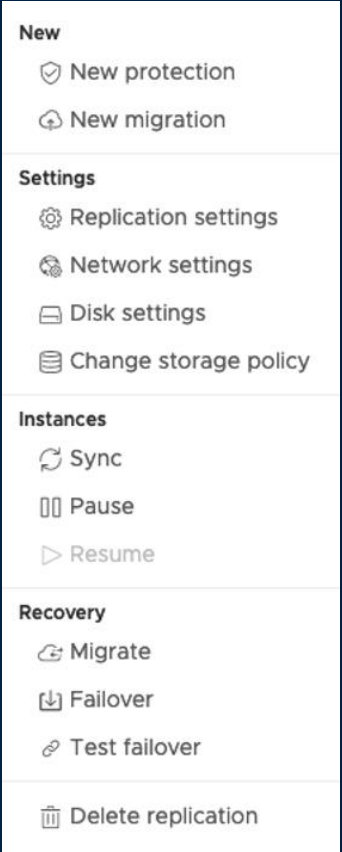 New
New protection
New migration
Settings
Replication settings
Network settings
Disk settings
Change storage policy
Instances
Sync
Pause
Resume
Recovery
Migrate
Failover
Test failover
Delete replication